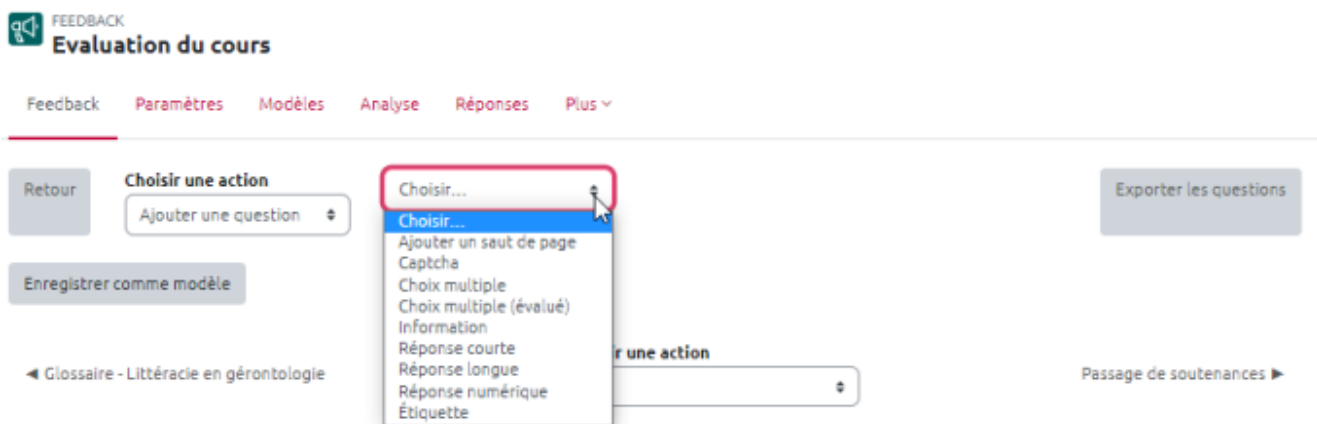 FEEDBACK
Evaluation du cours
Feedback Paramètres Modèles Analyse Réponses Plus
Retour
Choisir une action
Ajouter une question
Choisir...
Exporter les questions
Choisir...
Ajouter un saut de page
Captcha
Choix multiple
Choix multiple (évalué)
Information
Réponse courte
Réponse longue
Réponse numérique
Étiquette
Enregistrer comme modèle
une action
◄ Glossaire - Littéracie en gérontologie
Passage de soutenances ►